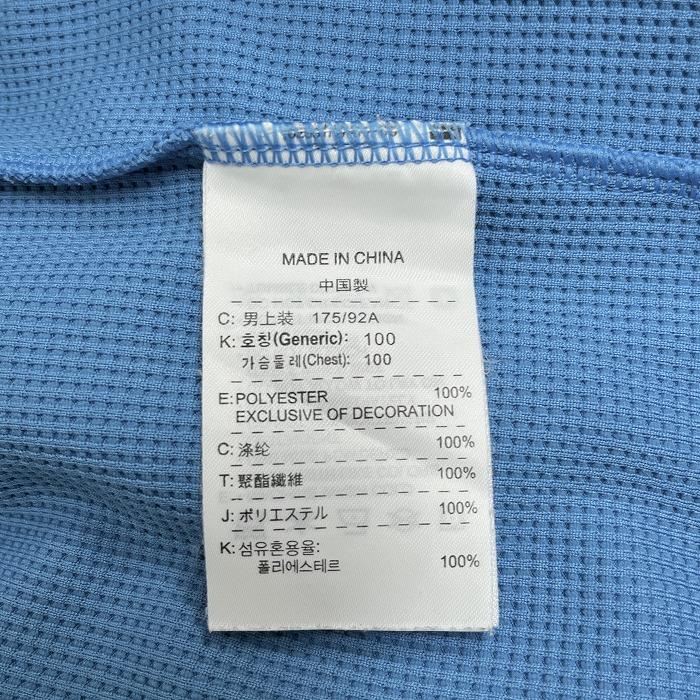 MADE IN CHINA
中国製
C: 男上装 175/92A
K: 호칭(Generic): 100
가슴둘레(Chest): 100
E: POLYESTER 100%
EXCLUSIVE OF DECORATION
C: 涤纶 100%
T: 聚酯纖維 100%
J: ポリエステル 100%
K: 섬유혼용율:
폴리에스테르 100%